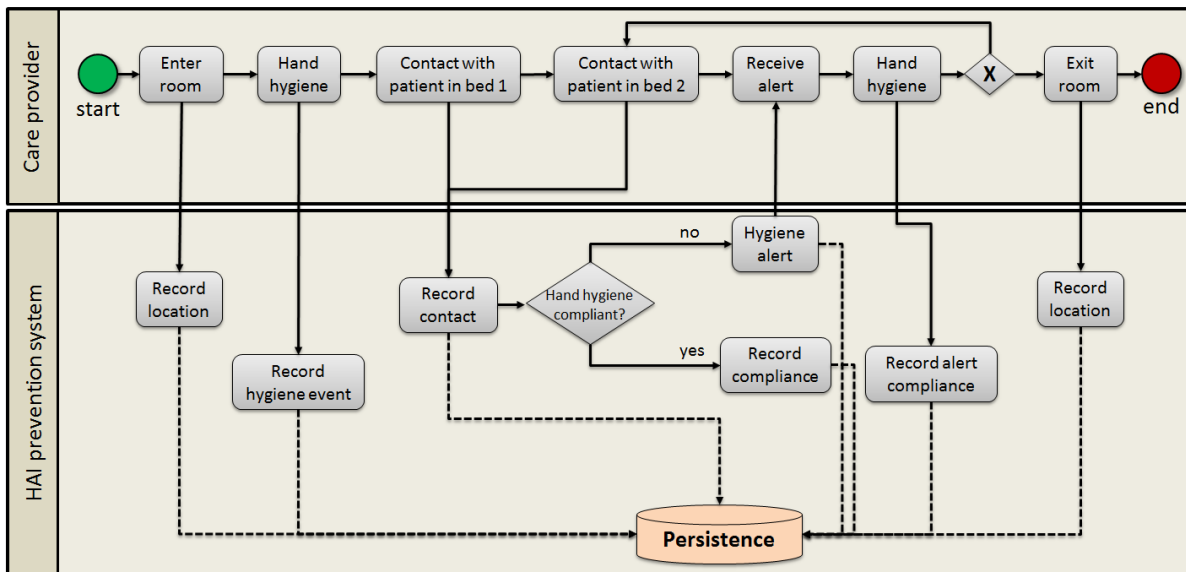 Care provider
start
Enter
room
Hand
hygiene
Contact with
patient in bed 1
Contact with
patient in bed 2
Receive
alert
Hand
hygiene
X
Exit
room
end
HAI prevention system
Record
location
Record
hygiene event
Record
contact
Hand hygiene
compliant?
no
Hygiene
alert
yes
Record
compliance
Record alert
compliance
Record
location
Persistence